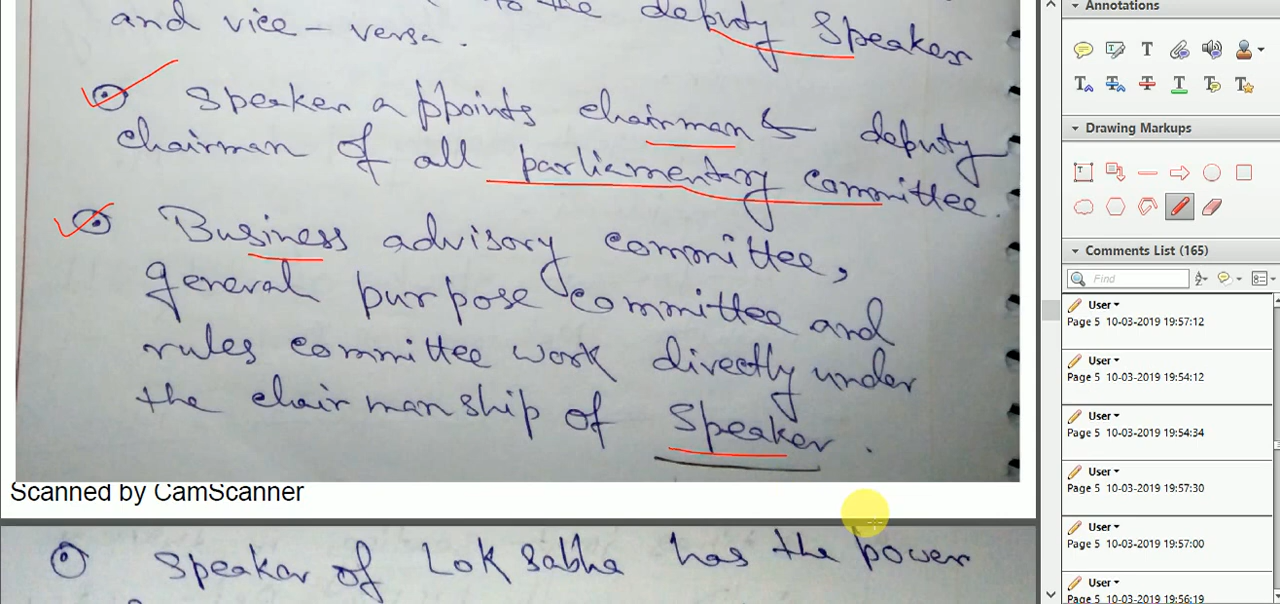 to the deputy Speaker
and vice-versa.
Speaker appoints chairman & deputy
chairman of all parliamentary committee.
Business advisory committee,
general purpose committee and
rules committee work directly under
the chairmanship of Speaker.
Scanned by CamScanner
Speaker of Lok Sabha has the power
Annotations
Drawing Markups
Comments List (165)
Find
User
Page 5 10-03-2019 19:57:12
User
Page 5 10-03-2019 19:54:12
User
Page 5 10-03-2019 19:54:34
User
Page 5 10-03-2019 19:57:30
User
Page 5 10-03-2019 19:57:00
User
Page 5 10-03-2019 19:56:19